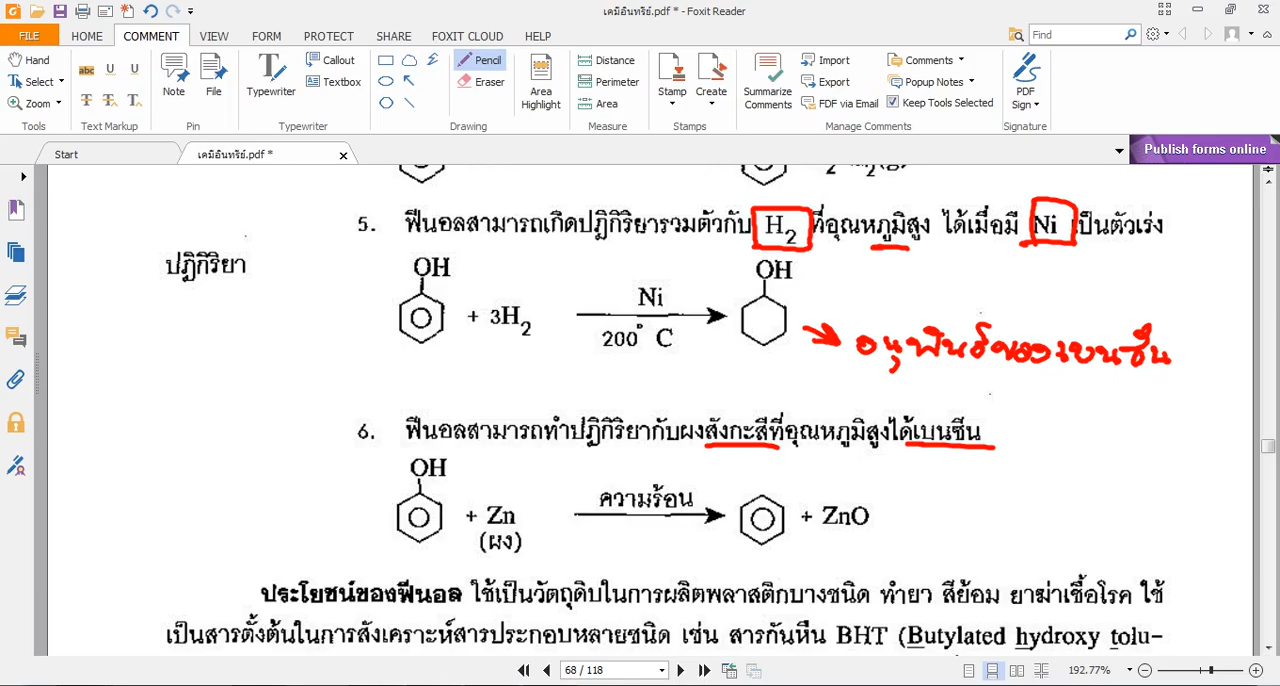 เคมีอินทรีย์.pdf * - Foxit Reader
FILE HOME COMMENT VIEW FORM PROTECT SHARE FOXIT CLOUD HELP Find
Hand Select Zoom Tools
abc U U T T T Text Markup
Note File Pin
Typewriter Callout Textbox Typewriter
Pencil Eraser Area Highlight Drawing
Distance Perimeter Area Measure
Stamp Create Stamps
Summarize Comments Import Export FDF via Email Comments Popup Notes Keep Tools Selected Manage Comments
PDF Sign Signature
Start เคมีอินทรีย์.pdf * Publish forms online
5. ฟีนอลสามารถเกิดปฏิกิริยารวมตัวกับ H2 ที่อุณหภูมิสูง ได้เมื่อมี Ni เป็นตัวเร่ง
ปฏิกิริยา
OH OH
+ 3H2 Ni 200° C
อนุพันธ์ของเบนซีน
6. ฟีนอลสามารถทำปฏิกิริยากับผงสังกะสีที่อุณหภูมิสูงได้เบนซีน
OH
+ Zn ความร้อน + ZnO
(ผง)
ประโยชน์ของฟีนอล ใช้เป็นวัตถุดิบในการผลิตพลาสติกบางชนิด ทำยา สีย้อม ยาฆ่าเชื้อโรค ใช้
เป็นสารตั้งต้นในการสังเคราะห์สารประกอบหลายชนิด เช่น สารกันหืน BHT (Butylated hydroxy tolu-
68 / 118 192.77%